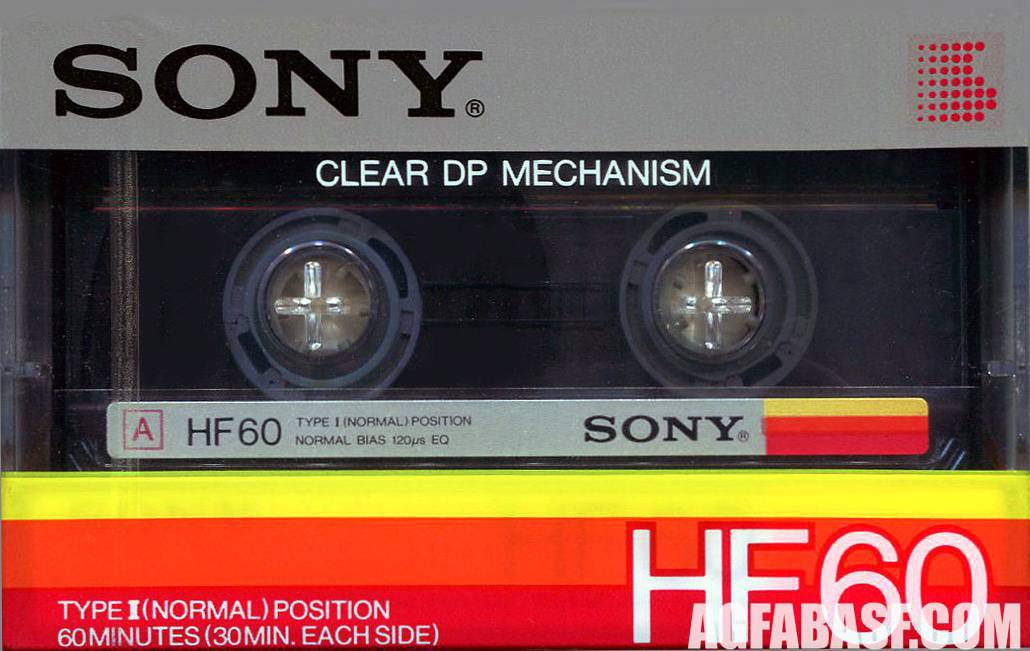 SONY®
CLEAR DP MECHANISM
A HF60 TYPE I (NORMAL) POSITION SONY®
NORMAL BIAS 120µs EQ
HF60
TYPE I (NORMAL) POSITION
60 MINUTES (30 MIN. EACH SIDE)
AGFABASF.COM